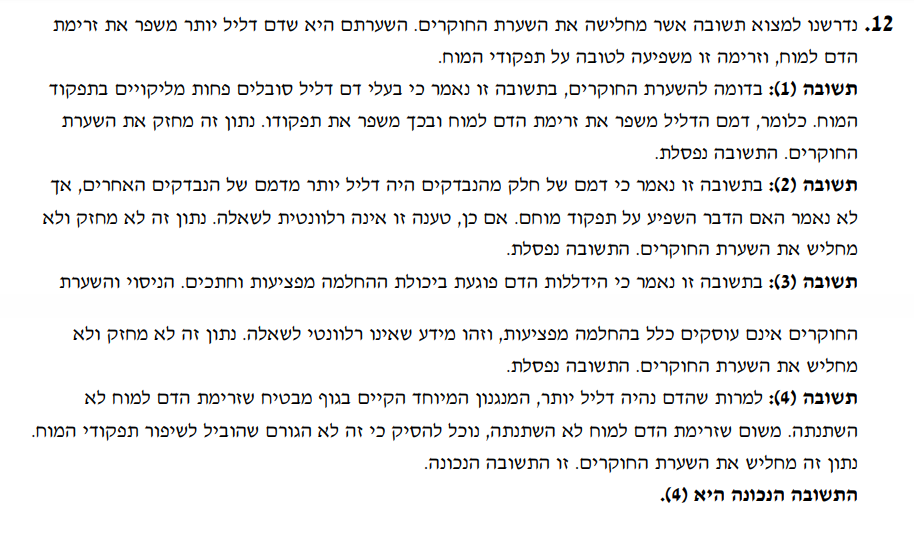 12. נדרשנו למצוא תשובה אשר מחלישה את השערת החוקרים. השערתם היא שדם דליל יותר משפר את זרימת
הדם למוח, וזרימה זו משפיעה לטובה על תפקודי המוח.
תשובה (1): בדומה להשערת החוקרים, בתשובה זו נאמר כי בעלי דם דליל סובלים פחות מליקויים בתפקוד
המוח. כלומר, דמם הדליל משפר את זרימת הדם למוח ובכך משפר את תפקודו. נתון זה מחזק את השערת
החוקרים. התשובה נפסלת.
תשובה (2): בתשובה זו נאמר כי דמם של חלק מהנבדקים היה דליל יותר מדמם של הנבדקים האחרים, אך
לא נאמר האם הדבר השפיע על תפקוד מוחם. אם כן, טענה זו אינה רלוונטית לשאלה. נתון זה לא מחזק ולא
מחליש את השערת החוקרים. התשובה נפסלת.
תשובה (3): בתשובה זו נאמר כי הידללות הדם פוגעת ביכולת ההחלמה מפציעות וחתכים. הניסוי והשערת
החוקרים אינם עוסקים כלל בהחלמה מפציעות, וזהו מידע שאינו רלוונטי לשאלה. נתון זה לא מחזק ולא
מחליש את השערת החוקרים. התשובה נפסלת.
תשובה (4): למרות שהדם נהיה דליל יותר, המנגנון המיוחד הקיים בגוף מבטיח שזרימת הדם למוח לא
השתנתה. משום שזרימת הדם למוח לא השתנתה, נוכל להסיק כי זה לא הגורם שהוביל לשיפור תפקודי המוח.
נתון זה מחליש את השערת החוקרים. זו התשובה הנכונה.
התשובה הנכונה היא (4).